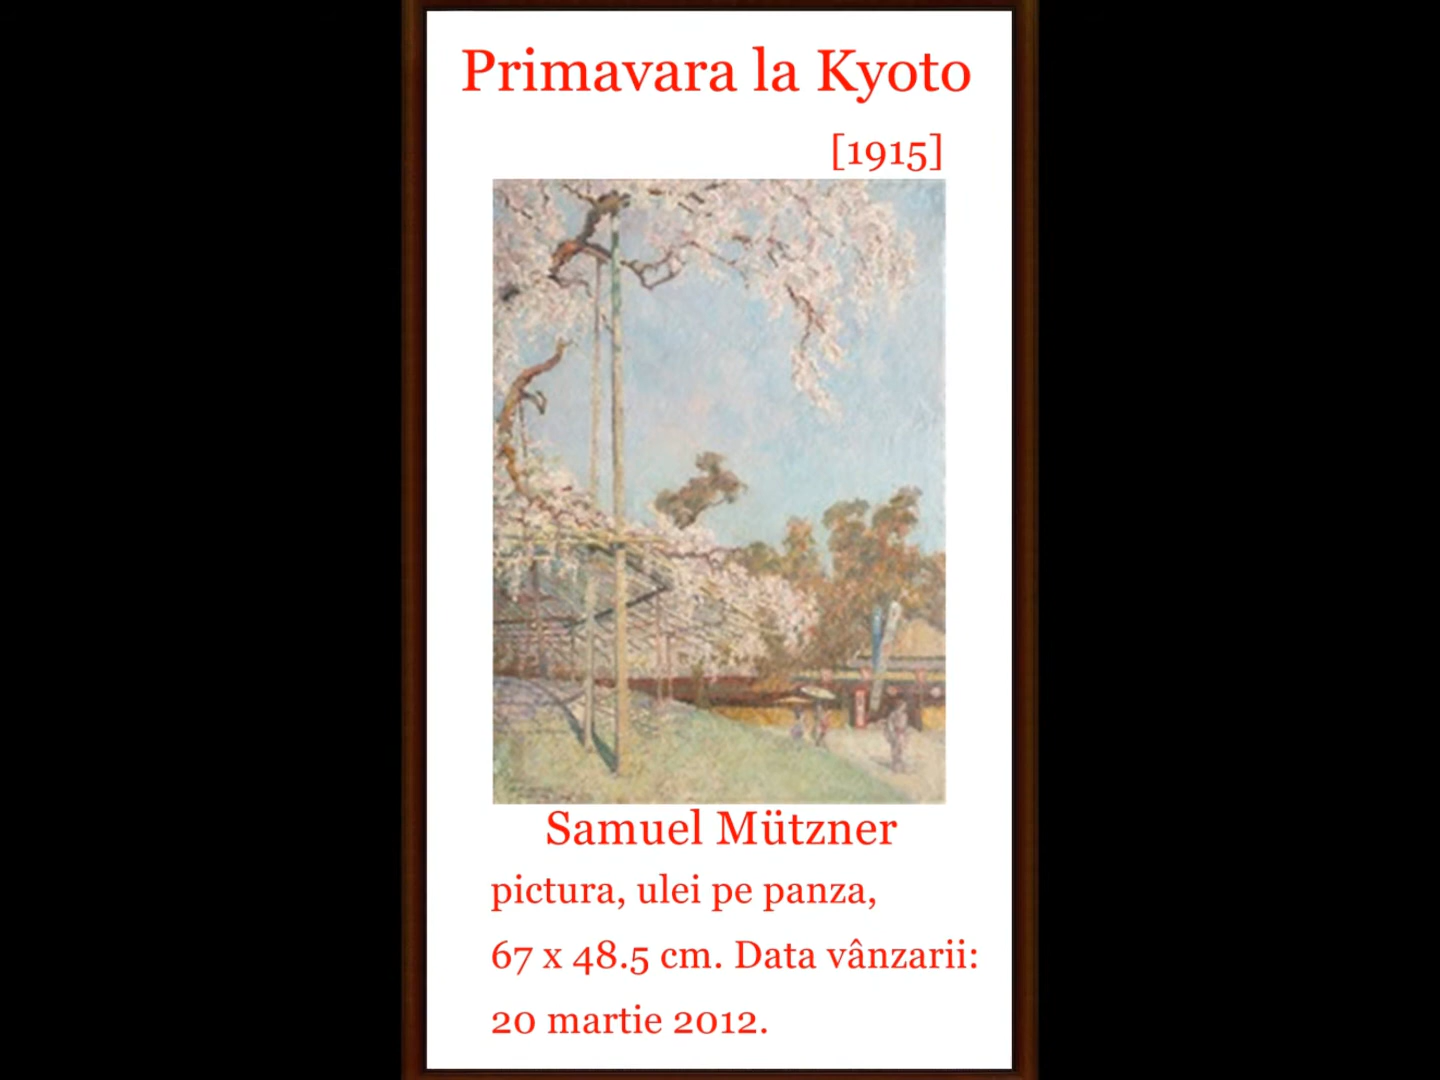 Primavara la Kyoto
[1915]
Samuel Mützner
pictura, ulei pe panza,
67 x 48.5 cm. Data vânzarii:
20 martie 2012.